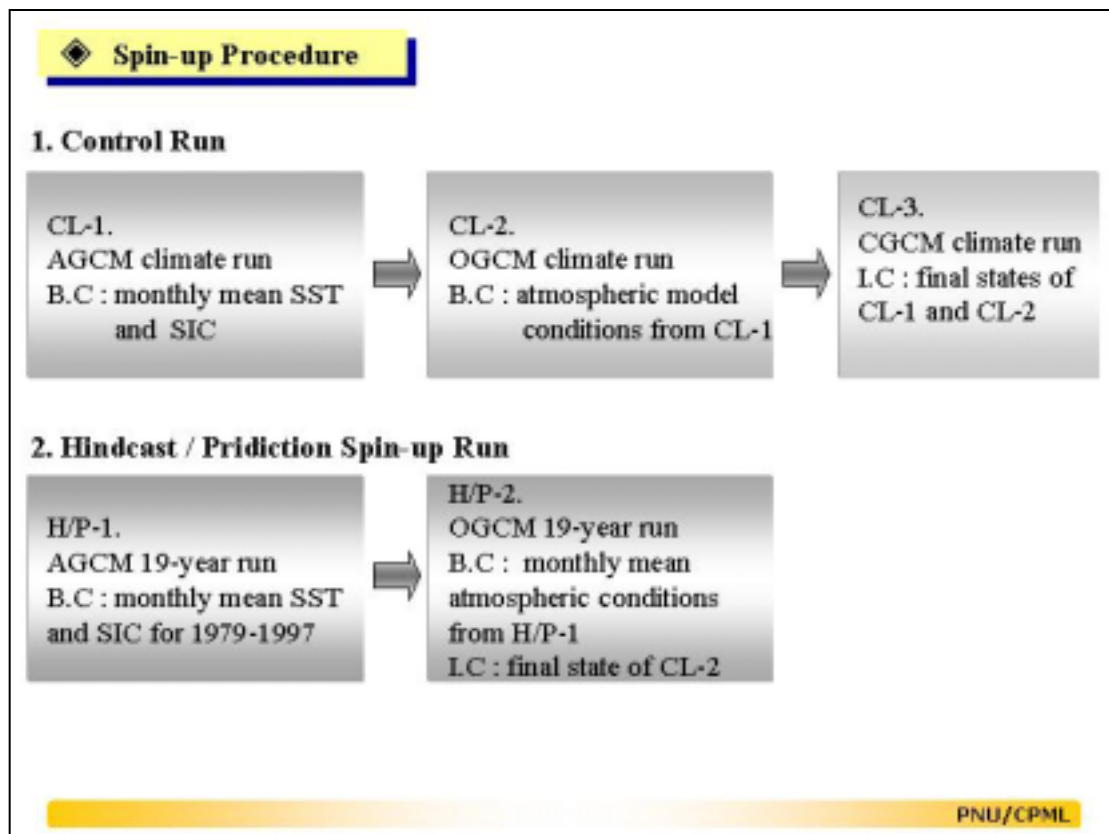 Spin-up Procedure
1. Control Run
CL-1.
AGCM climate run
B.C : monthly mean SST
and SIC
CL-2.
OGCM climate run
B.C : atmospheric model
conditions from CL-1
CL-3.
CGCM climate run
I.C : final states of
CL-1 and CL-2
2. Hindcast / Pridiction Spin-up Run
H/P-1.
AGCM 19-year run
B.C : monthly mean SST
and SIC for 1979-1997
H/P-2.
OGCM 19-year run
B.C : monthly mean
atmospheric conditions
from H/P-1
I.C : final state of CL-2
PNU/CPML